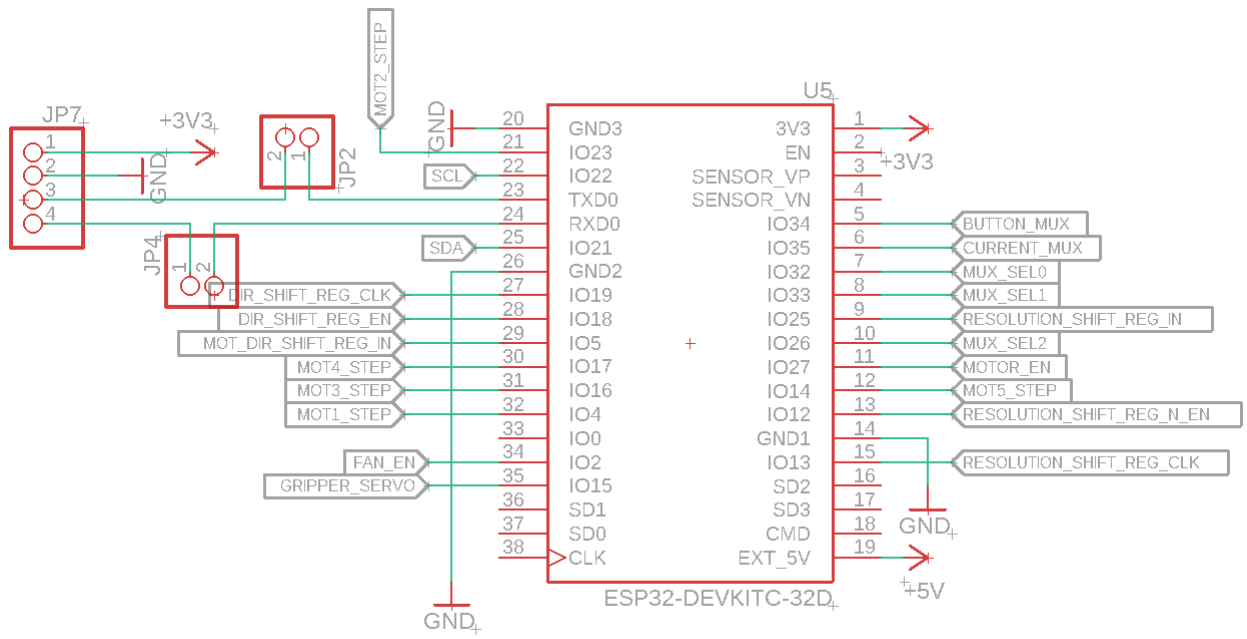 MOT2_STEP
U5
JP7
+3V3
GND
1
2
3
4
GND
2
1
JP2
JP4
1
2
SCL
SDA
DIR_SHIFT_REG_CLK
DIR_SHIFT_REG_EN
MOT_DIR_SHIFT_REG_IN
MOT4_STEP
MOT3_STEP
MOT1_STEP
FAN_EN
GRIPPER_SERVO
GND
20 GND3 3V3 1
21 IO23 EN 2
22 IO22 SENSOR_VP 3
23 TXD0 SENSOR_VN 4
24 RXD0 IO34 5
25 IO21 IO35 6
26 GND2 IO32 7
27 IO19 IO33 8
28 IO18 IO25 9
29 IO5 IO26 10
30 IO17 IO27 11
31 IO16 IO14 12
32 IO4 IO12 13
33 IO0 GND1 14
34 IO2 IO13 15
35 IO15 SD2 16
36 SD1 SD3 17
37 SD0 CMD 18
38 CLK EXT_5V 19
ESP32-DEVKITC-32D
+3V3
BUTTON_MUX
CURRENT_MUX
MUX_SEL0
MUX_SEL1
RESOLUTION_SHIFT_REG_IN
MUX_SEL2
MOTOR_EN
MOT5_STEP
RESOLUTION_SHIFT_REG_N_EN
RESOLUTION_SHIFT_REG_CLK
GND
+5V